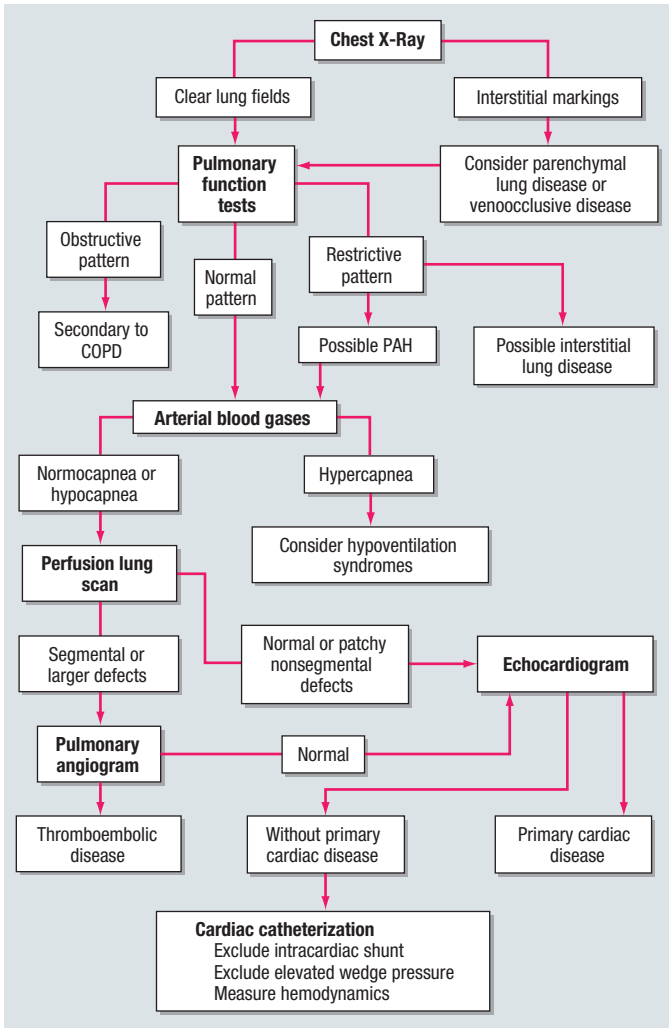 Chest X-Ray
Clear lung fields
Interstitial markings
Pulmonary
function
tests
Consider parenchymal
lung disease or
venoocclusive disease
Obstructive
pattern
Normal
pattern
Restrictive
pattern
Secondary to
COPD
Possible PAH
Possible interstitial
lung disease
Arterial blood gases
Normocapnea or
hypocapnea
Hypercapnea
Perfusion lung
scan
Consider hypoventilation
syndromes
Segmental or
larger defects
Normal or patchy
nonsegmental
defects
Echocardiogram
Pulmonary
angiogram
Normal
Thromboembolic
disease
Without primary
cardiac disease
Primary cardiac
disease
Cardiac catheterization
Exclude intracardiac shunt
Exclude elevated wedge pressure
Measure hemodynamics